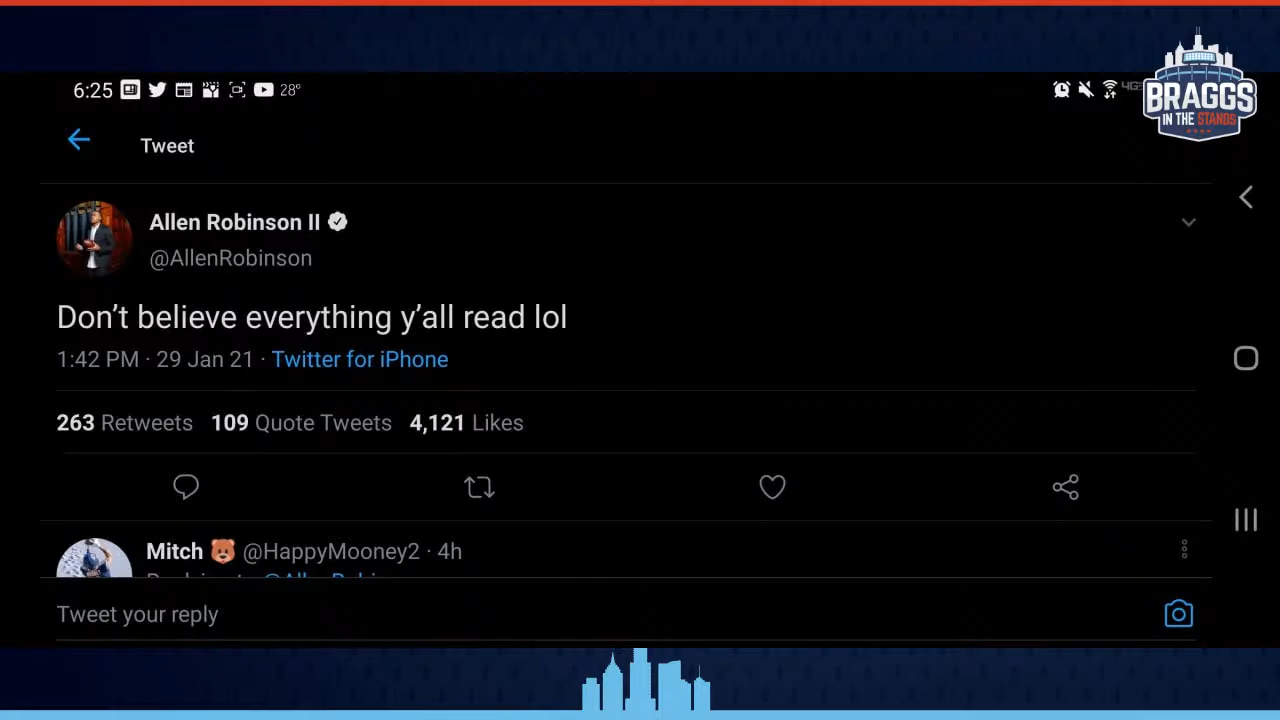 6:25 28°
BRAGGS
IN THE STANDS
Tweet
Allen Robinson II
@AllenRobinson
Don’t believe everything y’all read lol
1:42 PM · 29 Jan 21 · Twitter for iPhone
263 Retweets 109 Quote Tweets 4,121 Likes
Mitch @HappyMooney2 · 4h
Tweet your reply